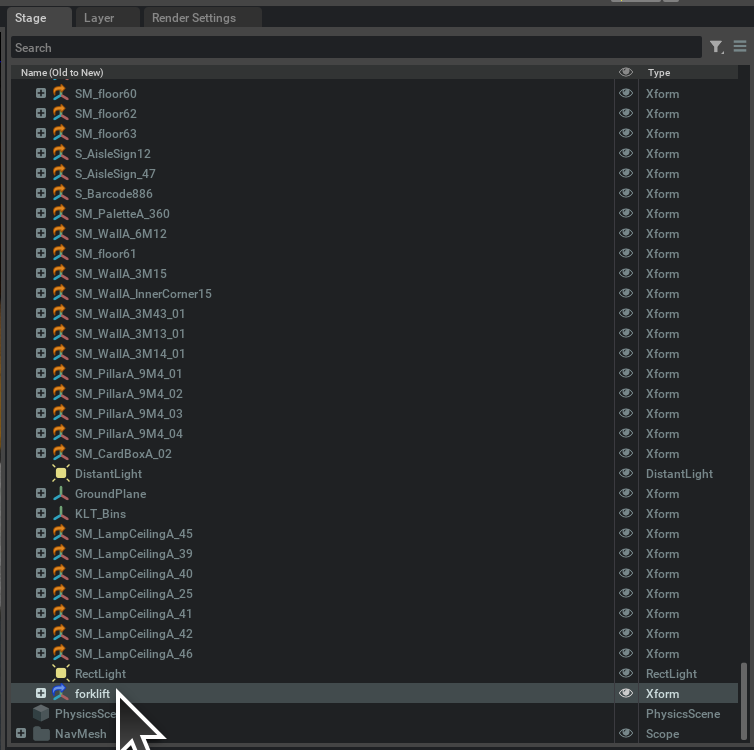 Stage Layer Render Settings
Search
Name (Old to New) Type
SM_floor60 Xform
SM_floor62 Xform
SM_floor63 Xform
S_AisleSign12 Xform
S_AisleSign_47 Xform
S_Barcode886 Xform
SM_PaletteA_360 Xform
SM_WallA_6M12 Xform
SM_floor61 Xform
SM_WallA_3M15 Xform
SM_WallA_InnerCorner15 Xform
SM_WallA_3M43_01 Xform
SM_WallA_3M13_01 Xform
SM_WallA_3M14_01 Xform
SM_PillarA_9M4_01 Xform
SM_PillarA_9M4_02 Xform
SM_PillarA_9M4_03 Xform
SM_PillarA_9M4_04 Xform
SM_CardBoxA_02 Xform
DistantLight DistantLight
GroundPlane Xform
KLT_Bins Xform
SM_LampCeilingA_45 Xform
SM_LampCeilingA_39 Xform
SM_LampCeilingA_40 Xform
SM_LampCeilingA_25 Xform
SM_LampCeilingA_41 Xform
SM_LampCeilingA_42 Xform
SM_LampCeilingA_46 Xform
RectLight RectLight
forklift Xform
PhysicsSce PhysicsScene
NavMesh Scope